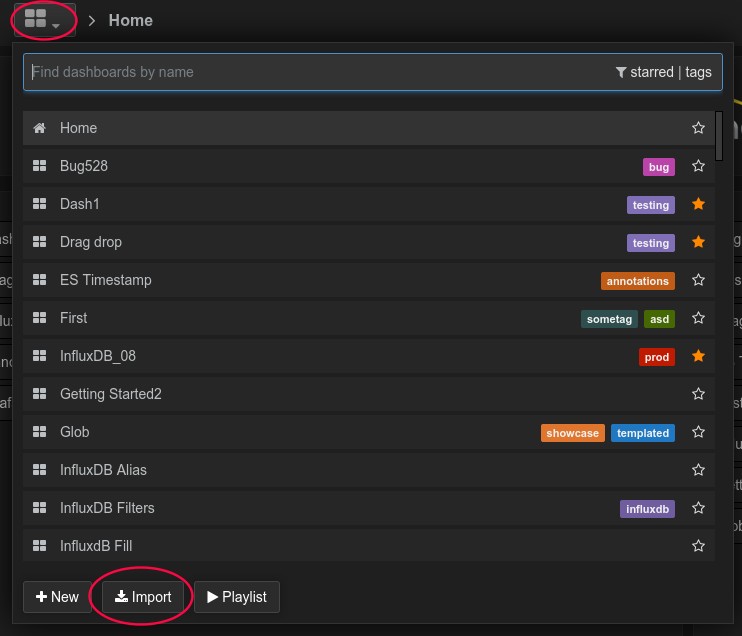 Home
Find dashboards by name starred | tags
Home
Bug528 bug
Dash1 testing
Drag drop testing
ES Timestamp annotations
First sometag asd
InfluxDB_08 prod
Getting Started2
Glob showcase templated
InfluxDB Alias
InfluxDB Filters influxdb
InfluxdB Fill
New Import Playlist